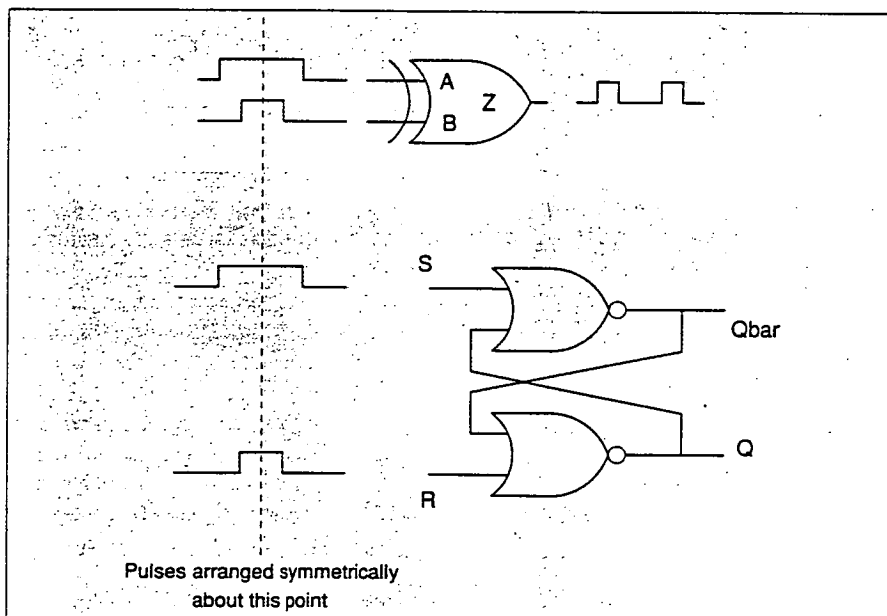 A
Z
B
S
Qbar
Q
R
Pulses arranged symmetrically
about this point